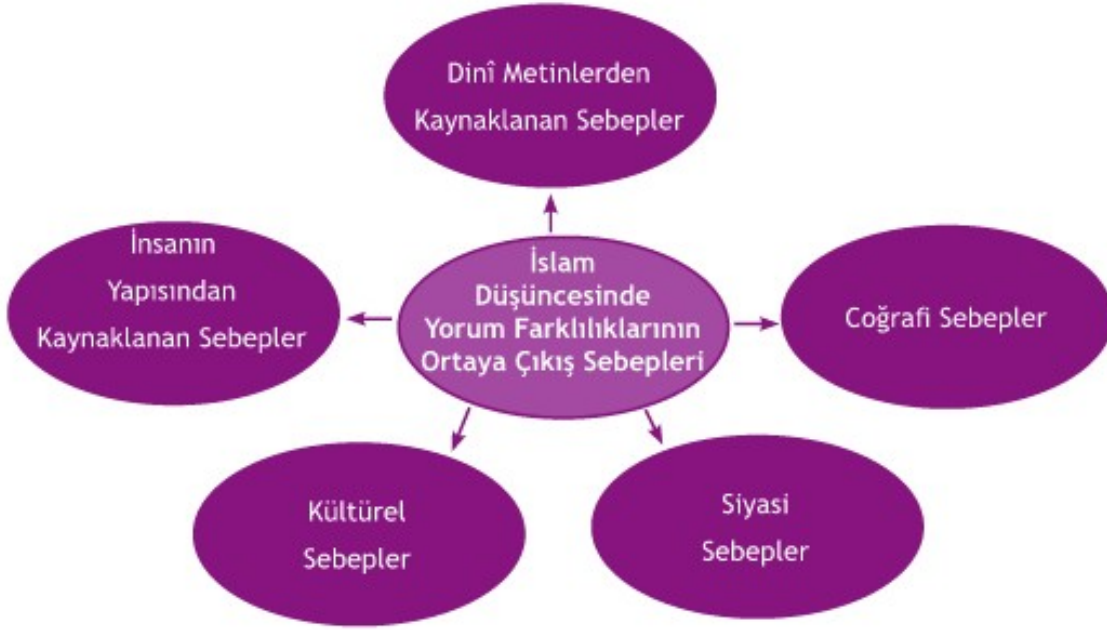 Dinî Metinlerden
Kaynaklanan Sebepler
İnsanın
Yapısından
Kaynaklanan Sebepler
İslam
Düşüncesinde
Yorum Farklılıklarının
Ortaya Çıkış Sebepleri
Coğrafi Sebepler
Kültürel
Sebepler
Siyasi
Sebepler